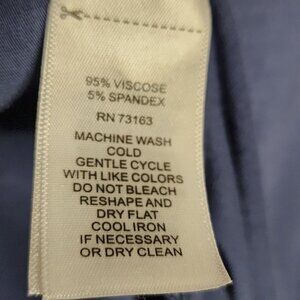 95% VISCOSE
5% SPANDEX
RN 73163
MACHINE WASH
COLD
GENTLE CYCLE
WITH LIKE COLORS
DO NOT BLEACH
RESHAPE AND
DRY FLAT
COOL IRON
IF NECESSARY
OR DRY CLEAN